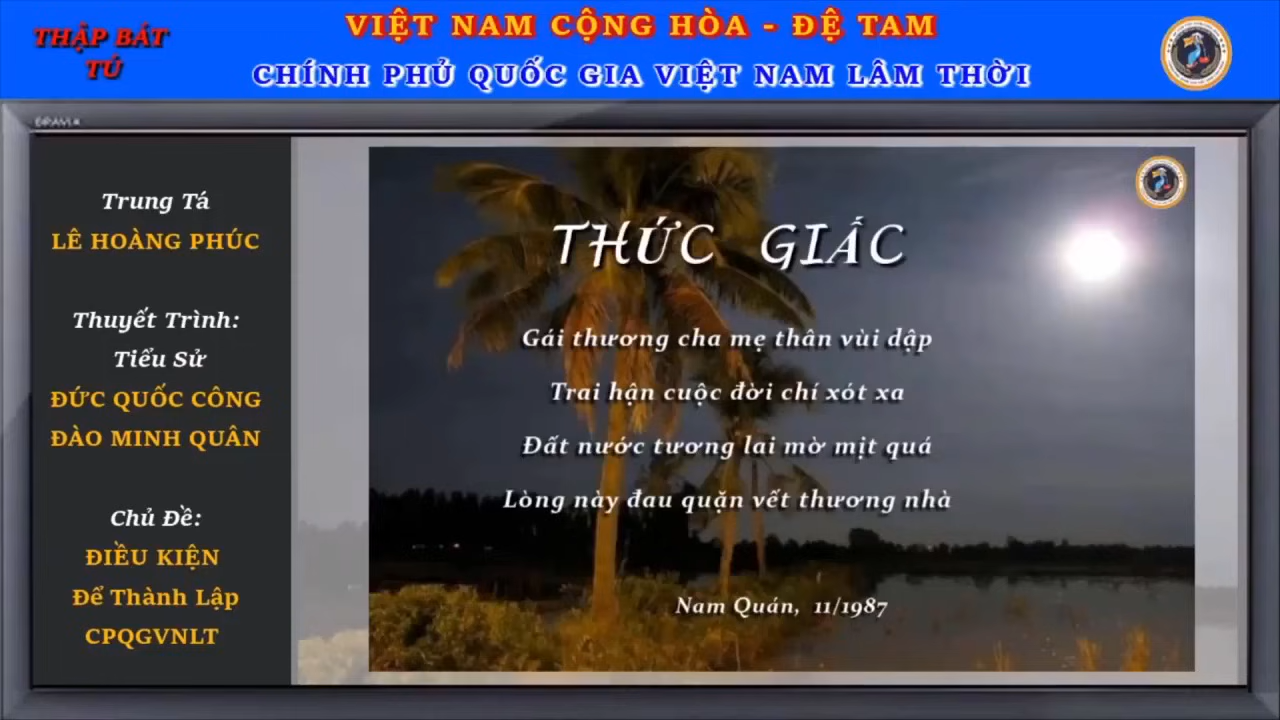 THẬP BÁT
TÚ
VIỆT NAM CỘNG HÒA - ĐỆ TAM
CHÍNH PHỦ QUỐC GIA VIỆT NAM LÂM THỜI
BRAVIA
Trung Tá
LÊ HOÀNG PHÚC
Thuyết Trình:
Tiểu Sử
ĐỨC QUỐC CÔNG
ĐÀO MINH QUÂN
Chủ Đề:
ĐIỀU KIỆN
Để Thành Lập
CPQGVNLT
THỨC GIẤC
Gái thương cha mẹ thân vùi dập
Trai hận cuộc đời chí xót xa
Đất nước tương lai mờ mịt quá
Lòng này đau quặn vết thương nhà
Nam Quán, 11/1987